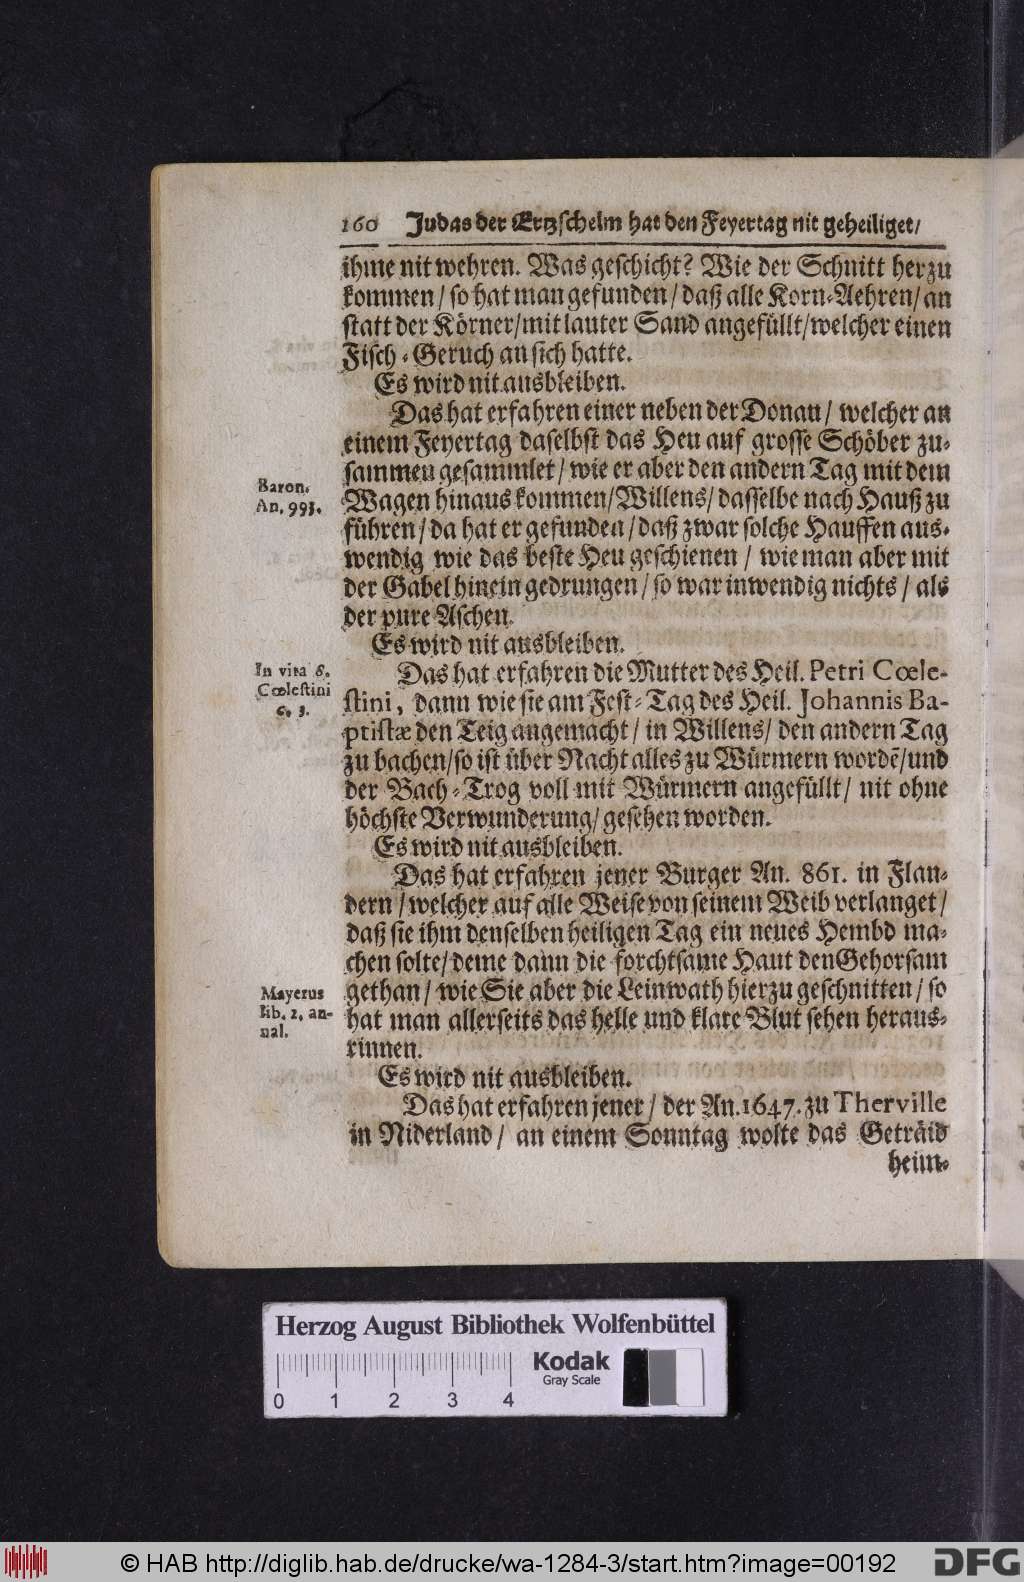 160 Judas der Ertzschelm hat den Feyertag nit geheiliget/
ihme nit wehren. Was geschicht? Wie der Schnitt herzu
kommen/ so hat man gefunden/ daß alle Korn-Aehren/ an
statt der Körner/ mit lauter Sand angefüllt/ welcher einen
Fisch-Geruch an sich hatte.
Es wird nit ausbleiben.
Das hat erfahren einer neben der Donau/ welcher an
einem Feyertag daselbst das Heu auf grosse Schöber zu-
sammen gesammlet/ wie er aber den andern Tag mit dem
Baron.
Wagen hinaus kommen/ Willens/ dasselbe nach Hauß zu
An. 993.
führen/ da hat er gefunden/ daß zwar solche Hauffen aus-
wendig wie das beste Heu geschienen/ wie man aber mit
der Gabel hinein gedrungen/ so war inwendig nichts/ als
der pure Aschen.
Es wird nit ausbleiben.
In vita S.
Cœlestini
c. 3.
Das hat erfahren die Mutter des Heil. Petri Cœle-
stini, dann wie sie am Fest-Tag des Heil. Johannis Ba-
ptistæ den Teig angemacht/ in Willens/ den andern Tag
zu bachen/ so ist über Nacht alles zu Würmern wordē/ und
der Bach-Trog voll mit Würmern angefüllt/ nit ohne
höchste Verwunderung/ gesehen worden.
Es wird nit ausbleiben.
Das hat erfahren jener Burger An. 861. in Flan-
dern/ welcher auf alle Weise von seinem Weib verlanget/
daß sie ihm denselben heiligen Tag ein neues Hembd ma-
chen solte/ deme dann die forchtsame Haut den Gehorsam
Mayerus
lib. 2. an-
nal.
gethan/ wie Sie aber die Leinwath hierzu geschnitten/ so
hat man allerseits das helle und klare Blut sehen heraus-
rinnen.
Es wird nit ausbleiben.
Das hat erfahren jener/ der An. 1647. zu Therville
in Niderland/ an einem Sonntag wolte das Geträid
heim-
Herzog August Bibliothek Wolfenbüttel
Kodak
Gray Scale
0 1 2 3 4
© HAB http://diglib.hab.de/drucke/wa-1284-3/start.htm?image=00192
DFG